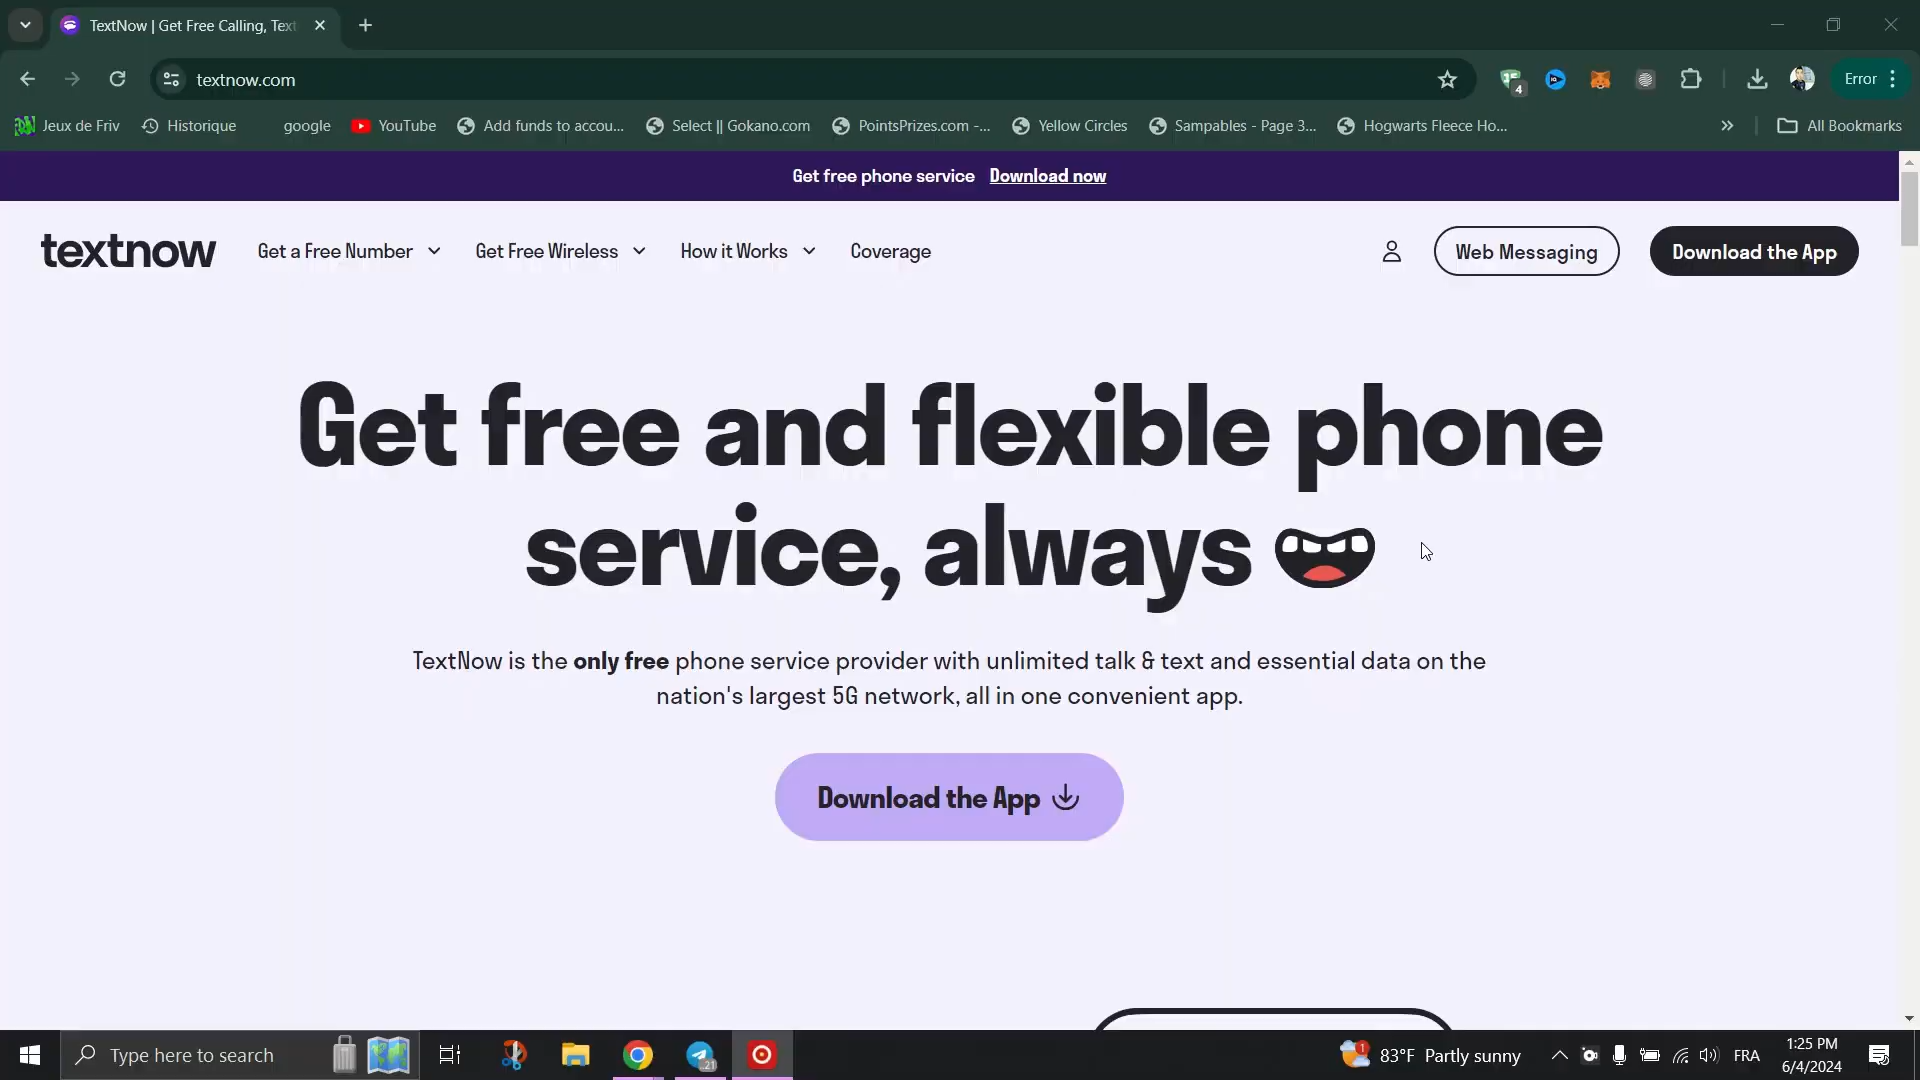 TextNow | Get Free Calling, Text
textnow.com
4
Error
Jeux de Friv
Historique
google
YouTube
Add funds to accou...
Select || Gokano.com
PointsPrizes.com -...
Yellow Circles
Sampables - Page 3...
Hogwarts Fleece Ho...
All Bookmarks
Get free phone service Download now
textnow
Get a Free Number
Get Free Wireless
How it Works
Coverage
Web Messaging
Download the App
Get free and flexible phone
service, always
TextNow is the only free phone service provider with unlimited talk & text and essential data on the
nation's largest 5G network, all in one convenient app.
Download the App
Type here to search
21
1
83°F Partly sunny
FRA
1:25 PM
6/4/2024